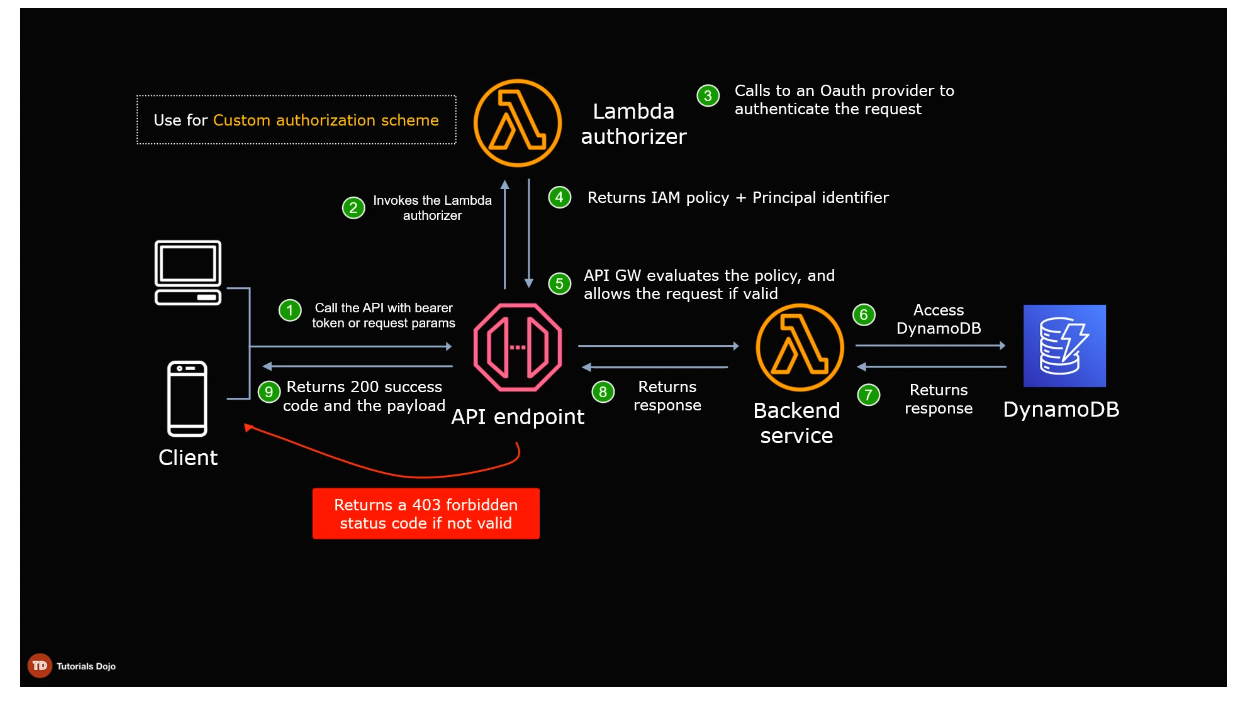 Use for Custom authorization scheme
Lambda
authorizer
3
Calls to an Oauth provider to
authenticate the request
2
Invokes the Lambda
authorizer
4
Returns IAM policy + Principal identifier
5
API GW evaluates the policy, and
allows the request if valid
1
Call the API with bearer
token or request params
6
Access
DynamoDB
9
Returns 200 success
code and the payload
8
Returns
response
7
Returns
response
API endpoint
Backend
service
DynamoDB
Client
Returns a 403 forbidden
status code if not valid
TD
Tutorials Dojo